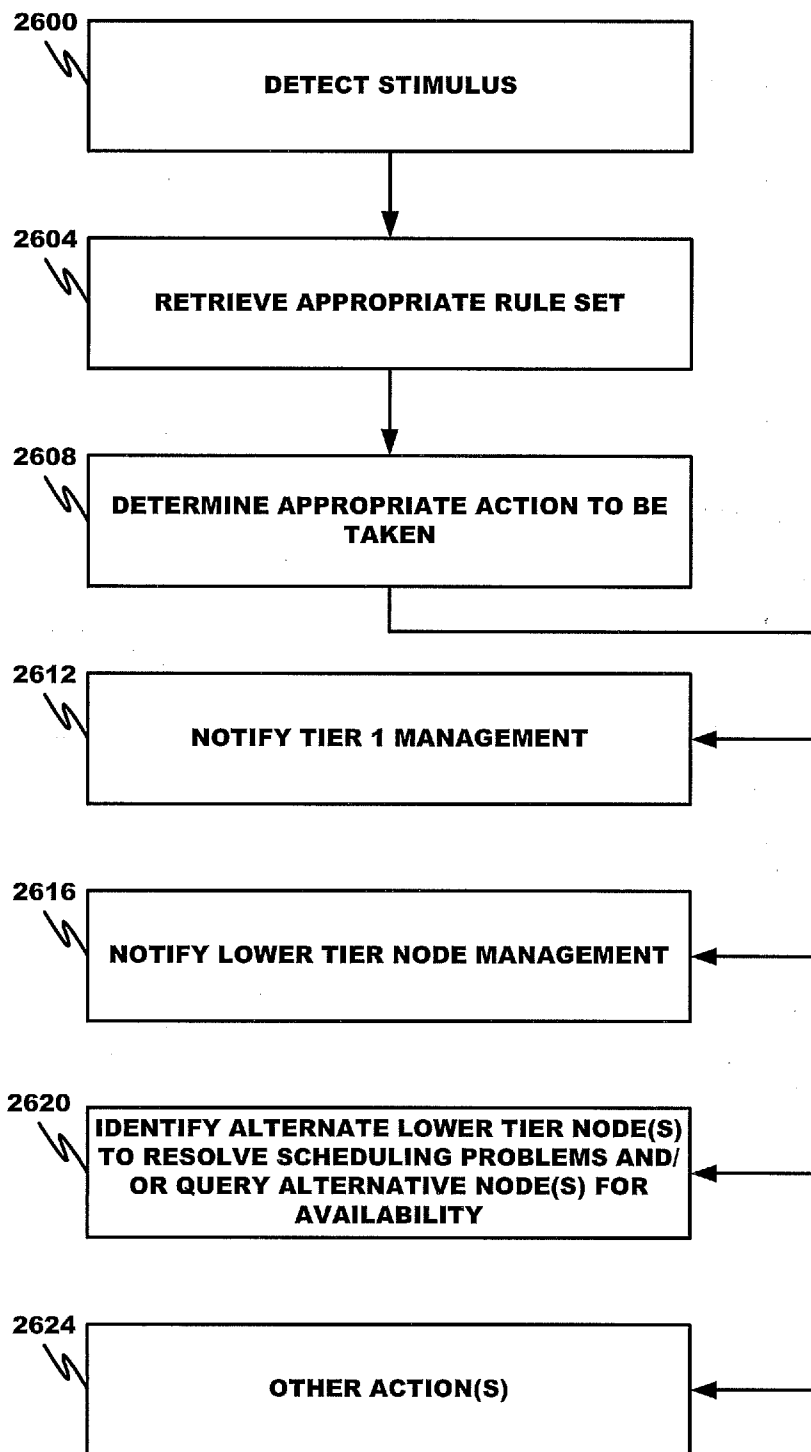 2600
DETECT STIMULUS
2604
RETRIEVE APPROPRIATE RULE SET
2608
DETERMINE APPROPRIATE ACTION TO BE
TAKEN
2612
NOTIFY TIER 1 MANAGEMENT
2616
NOTIFY LOWER TIER NODE MANAGEMENT
2620
IDENTIFY ALTERNATE LOWER TIER NODE(S)
TO RESOLVE SCHEDULING PROBLEMS AND/
OR QUERY ALTERNATIVE NODE(S) FOR
AVAILABILITY
2624
OTHER ACTION(S)